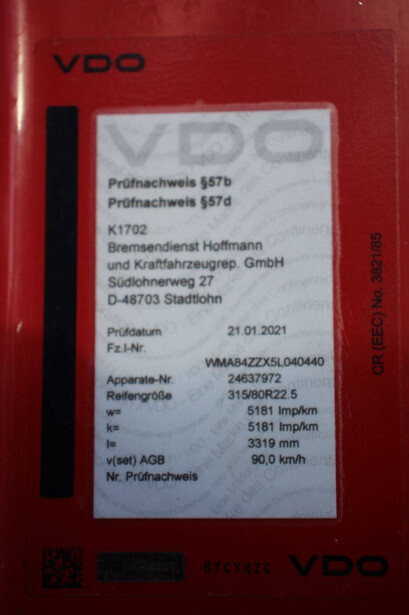 VDO
VDO
Prüfnachweis §57b
Prüfnachweis §57d
K1702
Bremsendienst Hoffmann
und Kraftfahrzeugrep. GmbH
Südlohnerweg 27
D-48703 Stadtlohn
Prüfdatum 21.01.2021
Fz.I-Nr.
WMA84ZZX5L040440
Apparate-Nr. 24637972
Reifengröße 315/80R22.5
w= 5181 Imp/km
k= 5181 Imp/km
l= 3319 mm
v(set) AGB 90,0 km/h
Nr. Prüfnachweis
CR (EEC) No. 3821/85
VDO